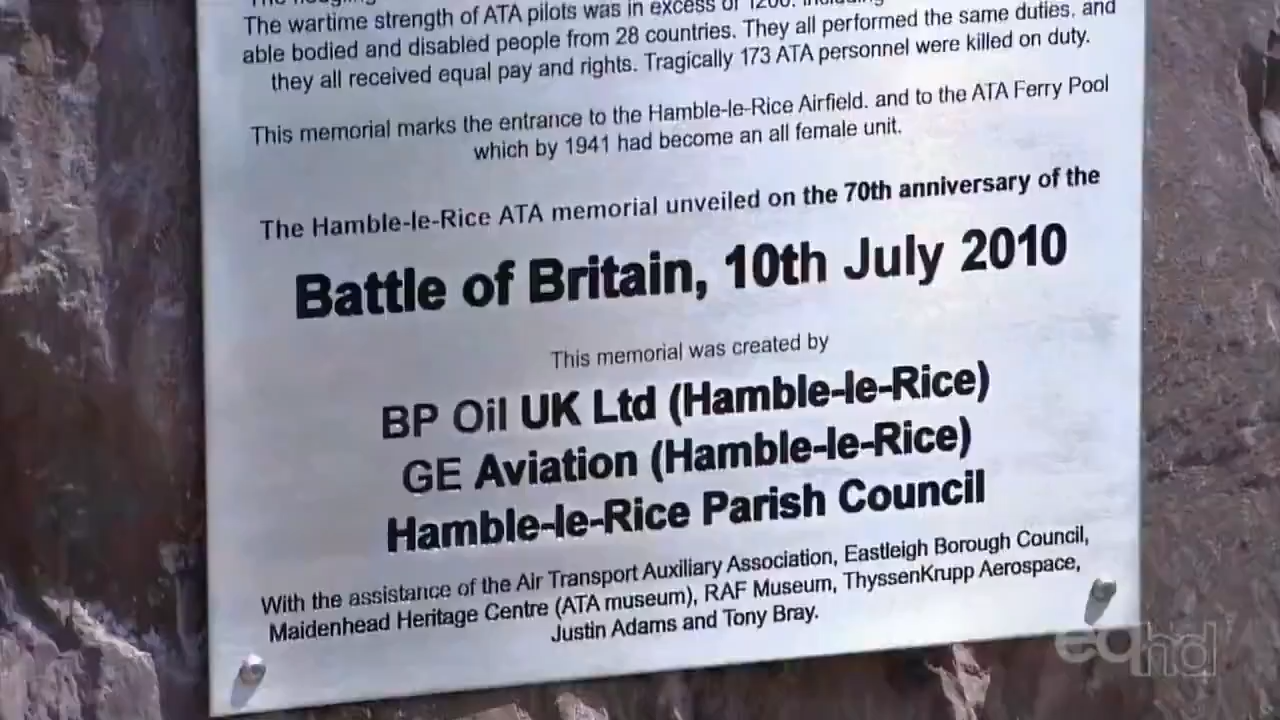 The wartime strength of ATA pilots was in excess of 1200. including
able bodied and disabled people from 28 countries. They all performed the same duties, and
they all received equal pay and rights. Tragically 173 ATA personnel were killed on duty.
This memorial marks the entrance to the Hamble-le-Rice Airfield. and to the ATA Ferry Pool
which by 1941 had become an all female unit.
The Hamble-le-Rice ATA memorial unveiled on the 70th anniversary of the
Battle of Britain, 10th July 2010
This memorial was created by
BP Oil UK Ltd (Hamble-le-Rice)
GE Aviation (Hamble-le-Rice)
Hamble-le-Rice Parish Council
With the assistance of the Air Transport Auxiliary Association, Eastleigh Borough Council,
Maidenhead Heritage Centre (ATA museum), RAF Museum, ThyssenKrupp Aerospace,
Justin Adams and Tony Bray.
eqhd